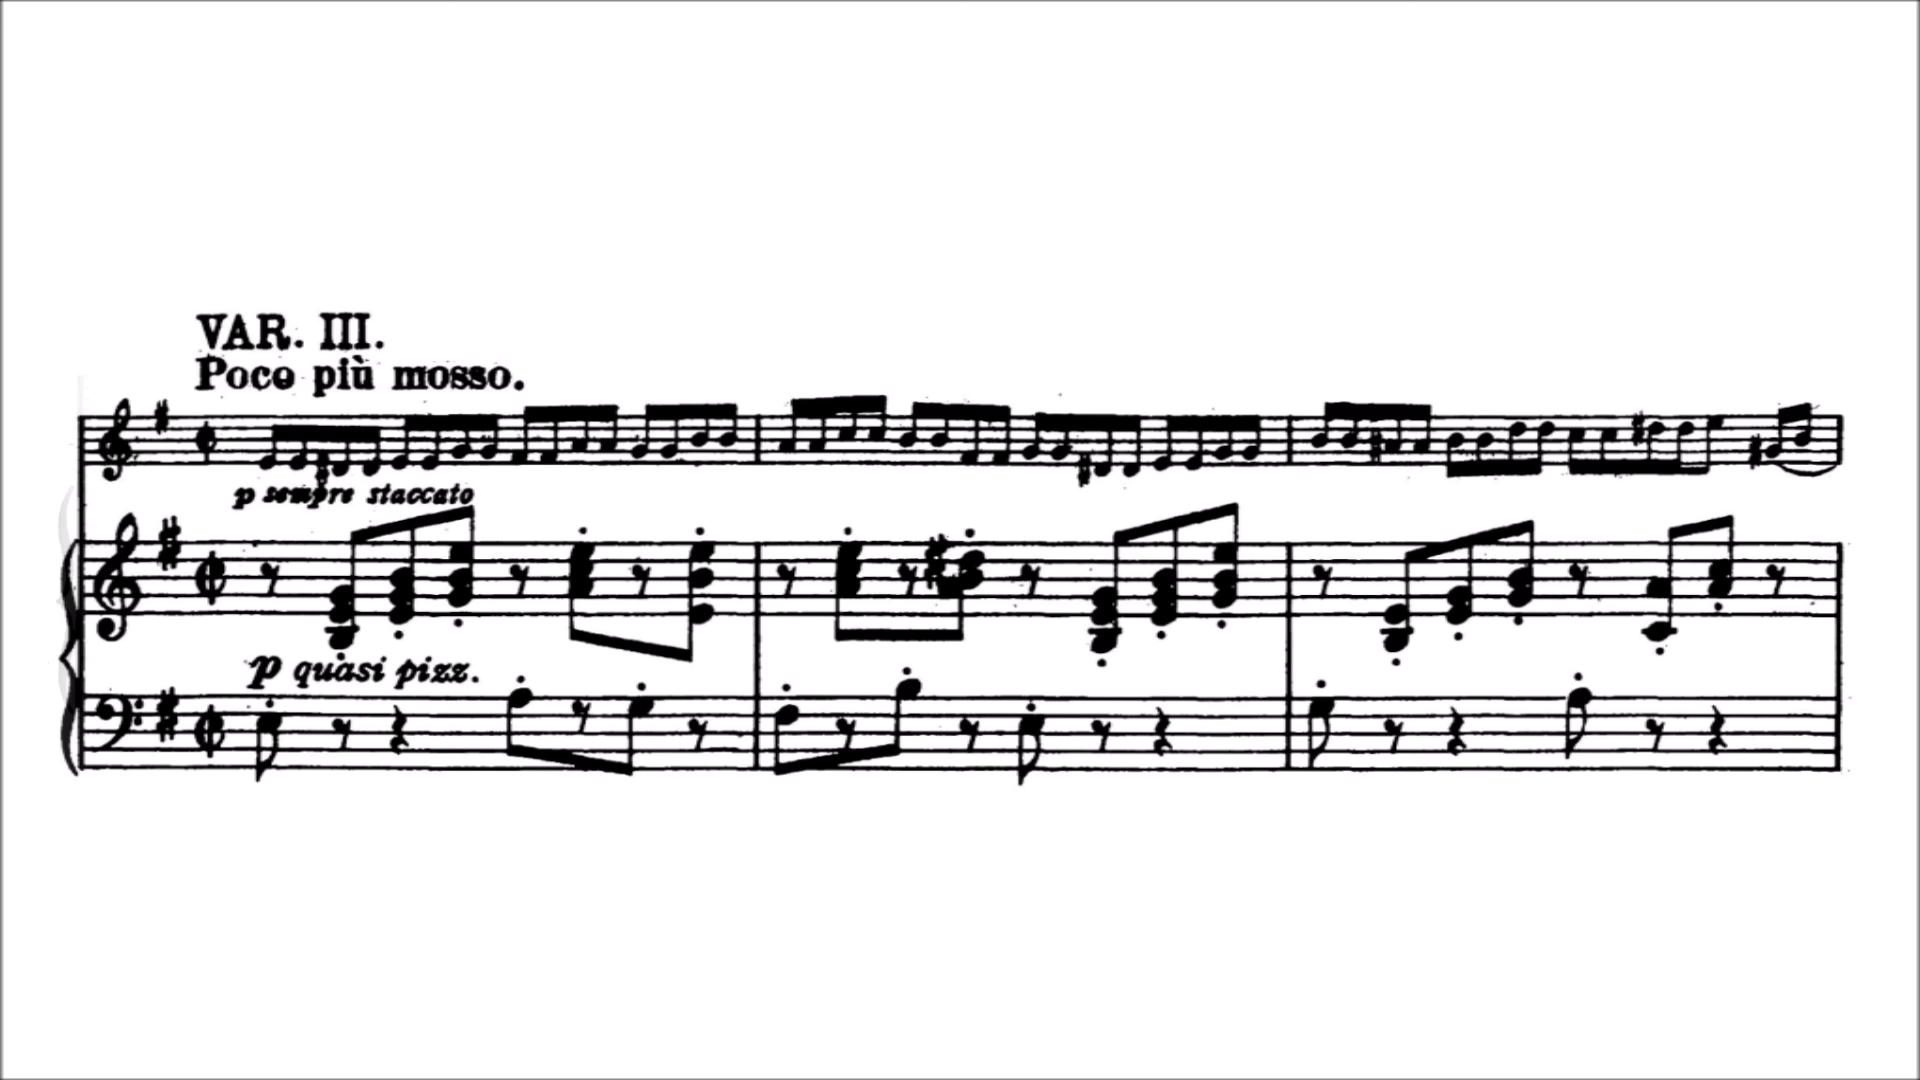 VAR. III.
Poco più mosso.
p sempre staccato
p quasi pizz.